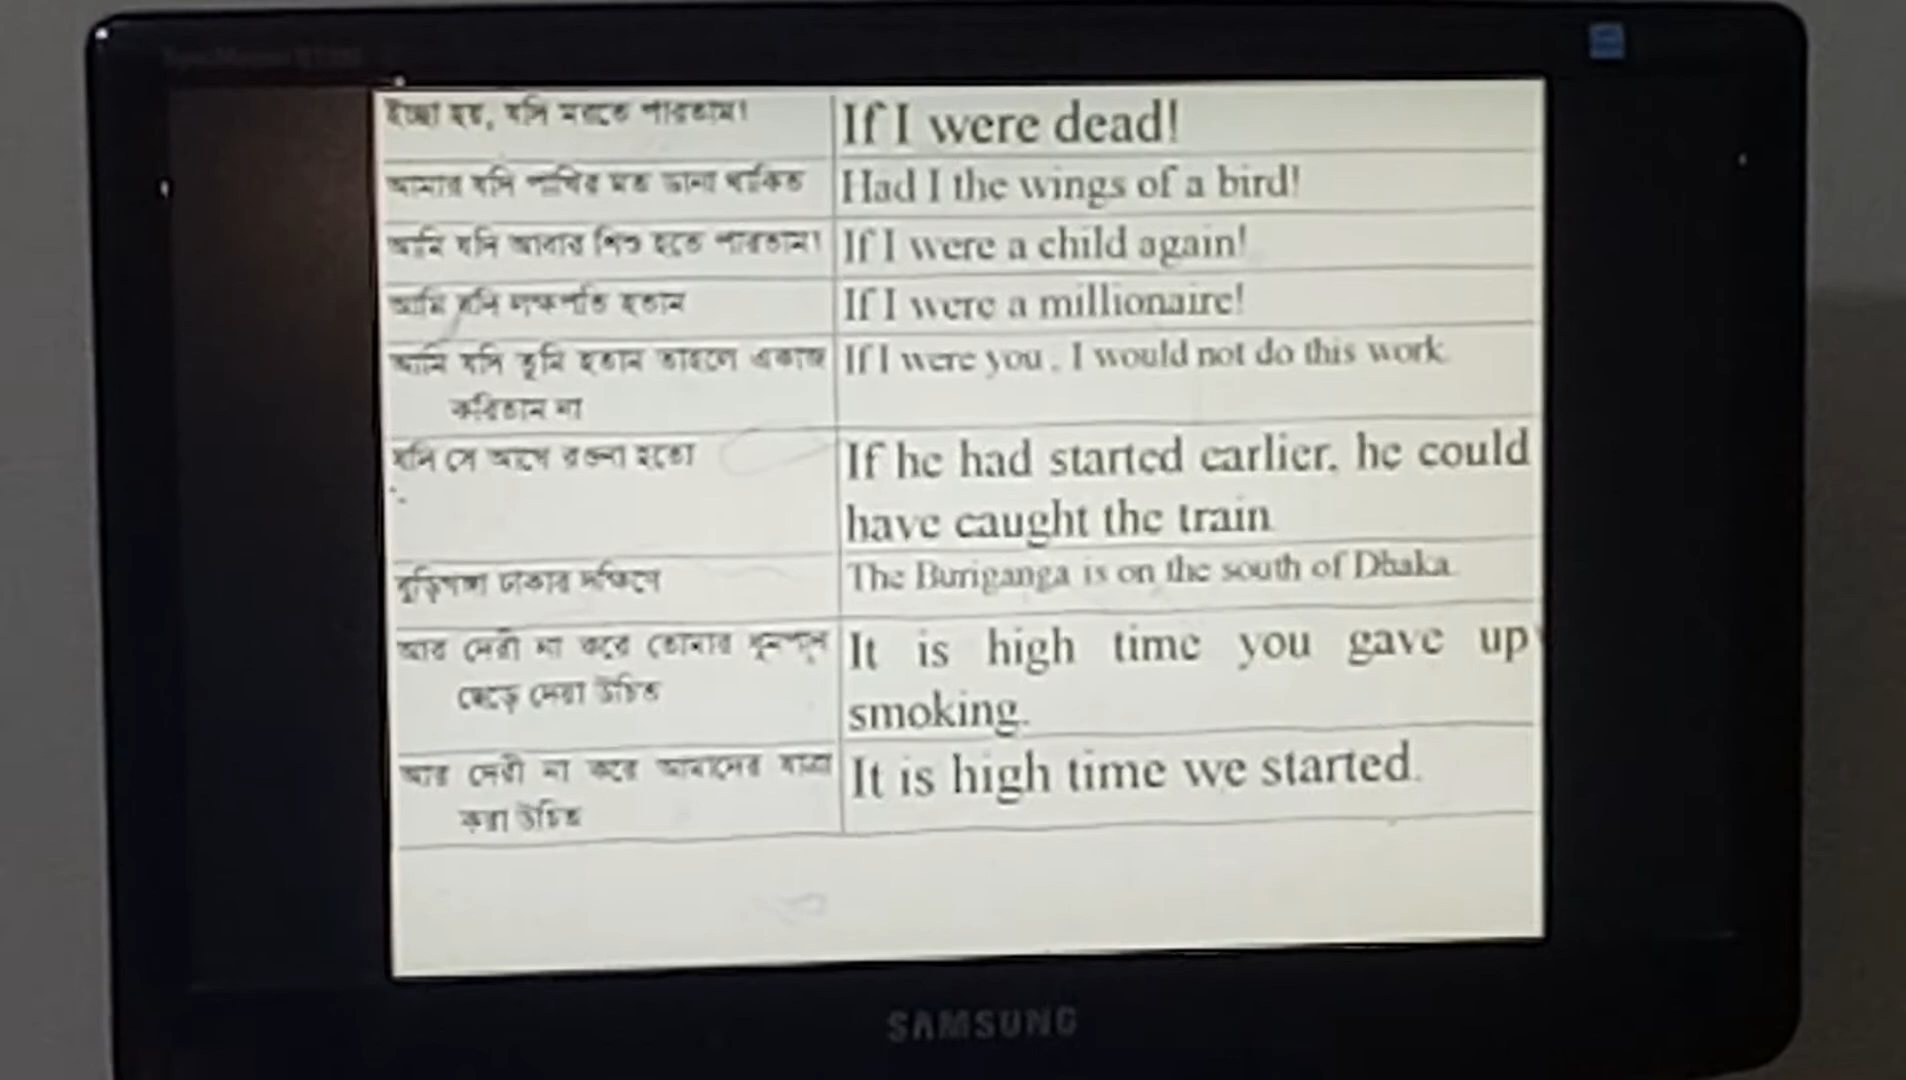 ইচ্ছা হয়, যদি মরতে পারতাম! If I were dead!
আমার যদি পাখির মত ডানা থাকিত Had I the wings of a bird!
আমি যদি আবার শিশু হতে পারতাম! If I were a child again!
আমি যদি লক্ষপতি হতাম If I were a millionaire!
আমি যদি তুমি হতাম তাহলে একাজ If I were you, I would not do this work
করিতাম না
যদি সে আগে রওনা হতো If he had started earlier, he could
have caught the train
বুড়িগঙ্গা ঢাকার দক্ষিণে The Buriganga is on the south of Dhaka.
আর দেরী না করে তোমার ধূমপান It is high time you gave up
ছেড়ে দেয়া উচিত smoking.
আর দেরী না করে আমাদের যাত্রা It is high time we started.
করা উচিত
SAMSUNG